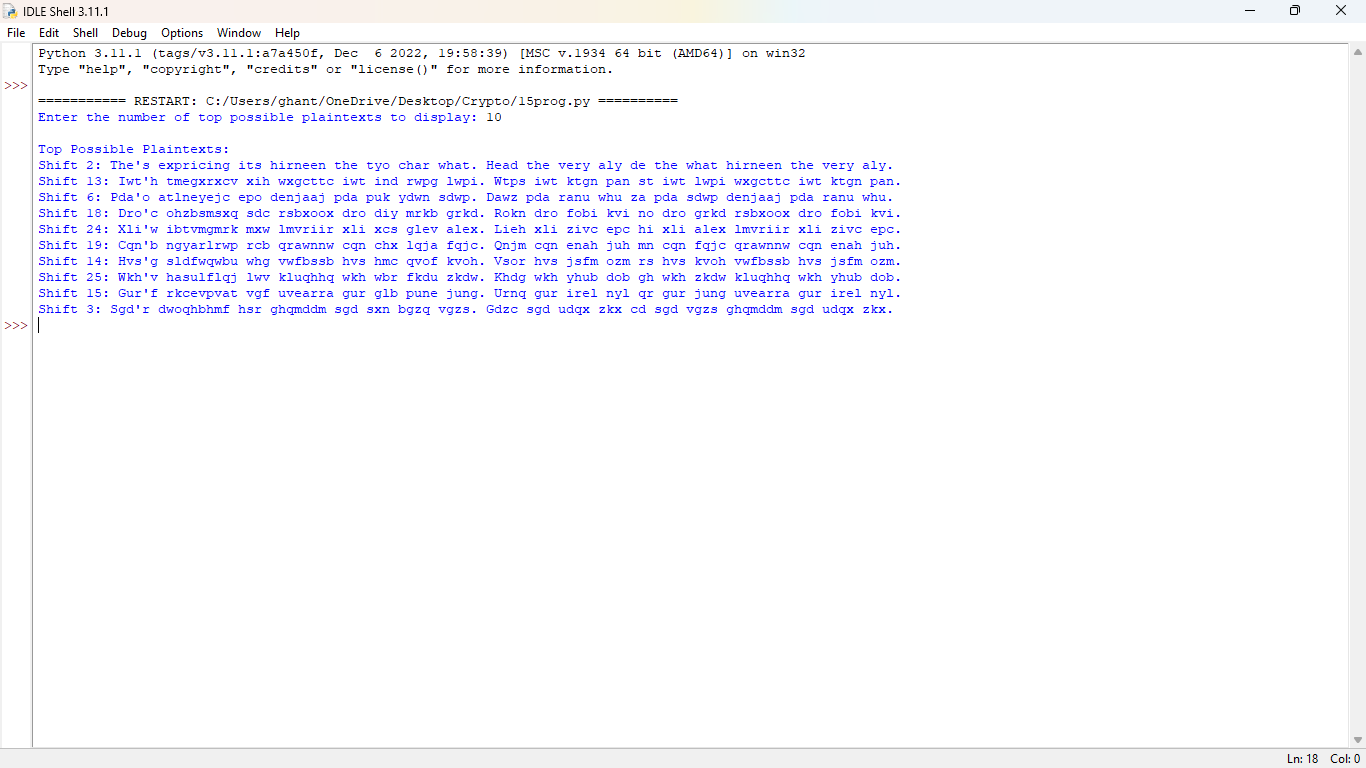 IDLE Shell 3.11.1
File Edit Shell Debug Options Window Help
Python 3.11.1 (tags/v3.11.1:a7a450f, Dec  6 2022, 19:58:39) [MSC v.1934 64 bit (AMD64)] on win32
Type "help", "copyright", "credits" or "license()" for more information.
>>>
=========== RESTART: C:/Users/ghant/OneDrive/Desktop/Crypto/15prog.py ==========
Enter the number of top possible plaintexts to display: 10
Top Possible Plaintexts:
Shift 2: The's expricing its hirneen the tyo char what. Head the very aly de the what hirneen the very aly.
Shift 13: Iwt'h tmegxrxcv xih wxgcttc iwt ind rwpg lwpi. Wtps iwt ktgn pan st iwt lwpi wxgcttc iwt ktgn pan.
Shift 6: Pda'o atlneyejc epo denjaaj pda puk ydwn sdwp. Dawz pda ranu whu za pda sdwp denjaaj pda ranu whu.
Shift 18: Dro'c ohzbsmsxq sdc rsbxoox dro diy mrkb grkd. Rokn dro fobi kvi no dro grkd rsbxoox dro fobi kvi.
Shift 24: Xli'w ibtvmgmrk mxw lmvriir xli xcs glev alex. Lieh xli zivc epc hi xli alex lmvriir xli zivc epc.
Shift 19: Cqn'b ngyarlrwp rcb qrawnnw cqn chx lqja fqjc. Qnjm cqn enah juh mn cqn fqjc qrawnnw cqn enah juh.
Shift 14: Hvs'g sldfwqwbu whg vwfbssb hvs hmc qvof kvoh. Vsor hvs jsfm ozm rs hvs kvoh vwfbssb hvs jsfm ozm.
Shift 25: Wkh'v hasulflqj lwv kluqhhq wkh wbr fkdu zkdw. Khdg wkh yhub dob gh wkh zkdw kluqhhq wkh yhub dob.
Shift 15: Gur'f rkcevpvat vgf uvearra gur glb pune jung. Urnq gur irel nyl qr gur jung uvearra gur irel nyl.
Shift 3: Sgd'r dwoqhbhmf hsr ghqmddm sgd sxn bgzq vgzs. Gdzc sgd udqx zkx cd sgd vgzs ghqmddm sgd udqx zkx.
>>>
Ln: 18 Col: 0